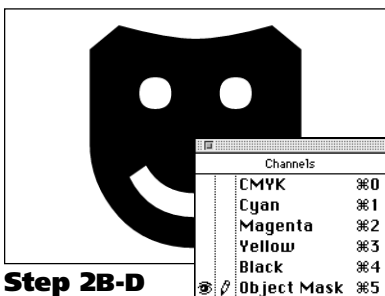 Channels
CMYK ⌘0
Cyan ⌘1
Magenta ⌘2
Yellow ⌘3
Black ⌘4
Object Mask ⌘5
Step 2B-D